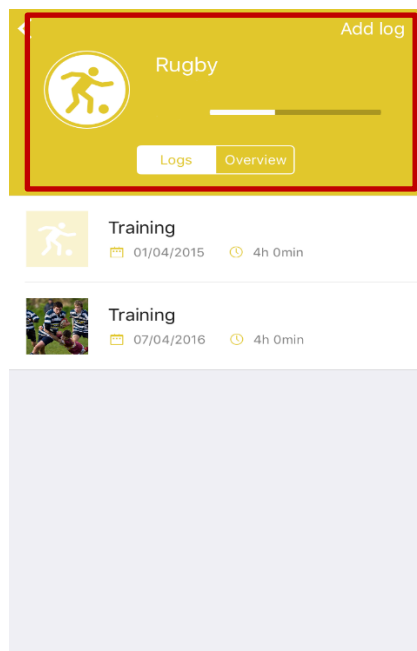 Add log
Rugby
Logs Overview
Training
01/04/2015 4h 0min
Training
07/04/2016 4h 0min